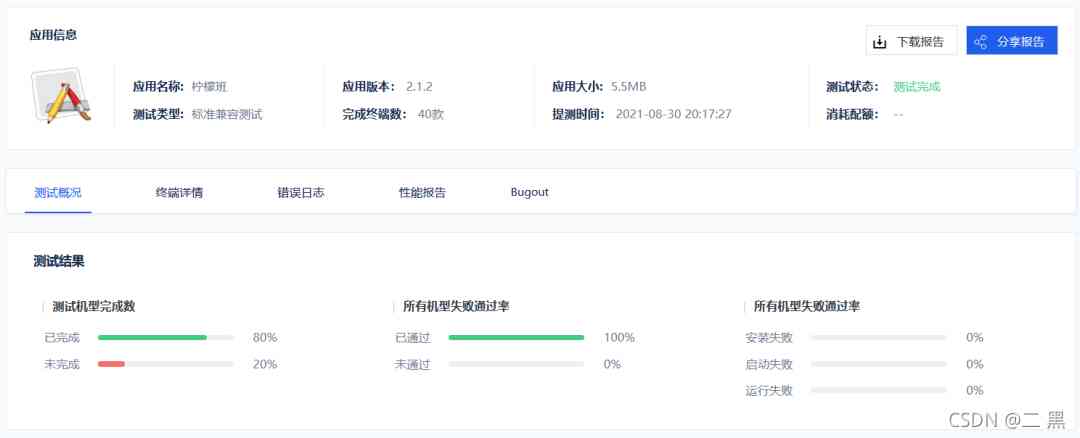 应用信息
下载报告 分享报告
应用名称: 柠檬班 应用版本: 2.1.2 应用大小: 5.5MB 测试状态: 测试完成
测试类型: 标准兼容测试 完成终端数: 40款 提测时间: 2021-08-30 20:17:27 消耗配额: --
测试概况 终端详情 错误日志 性能报告 Bugout
测试结果
测试机型完成数 所有机型失败通过率 所有机型失败通过率
已完成 80% 已通过 100% 安装失败 0%
未完成 20% 未通过 0% 启动失败 0%
运行失败 0%
CSDN @二 黑